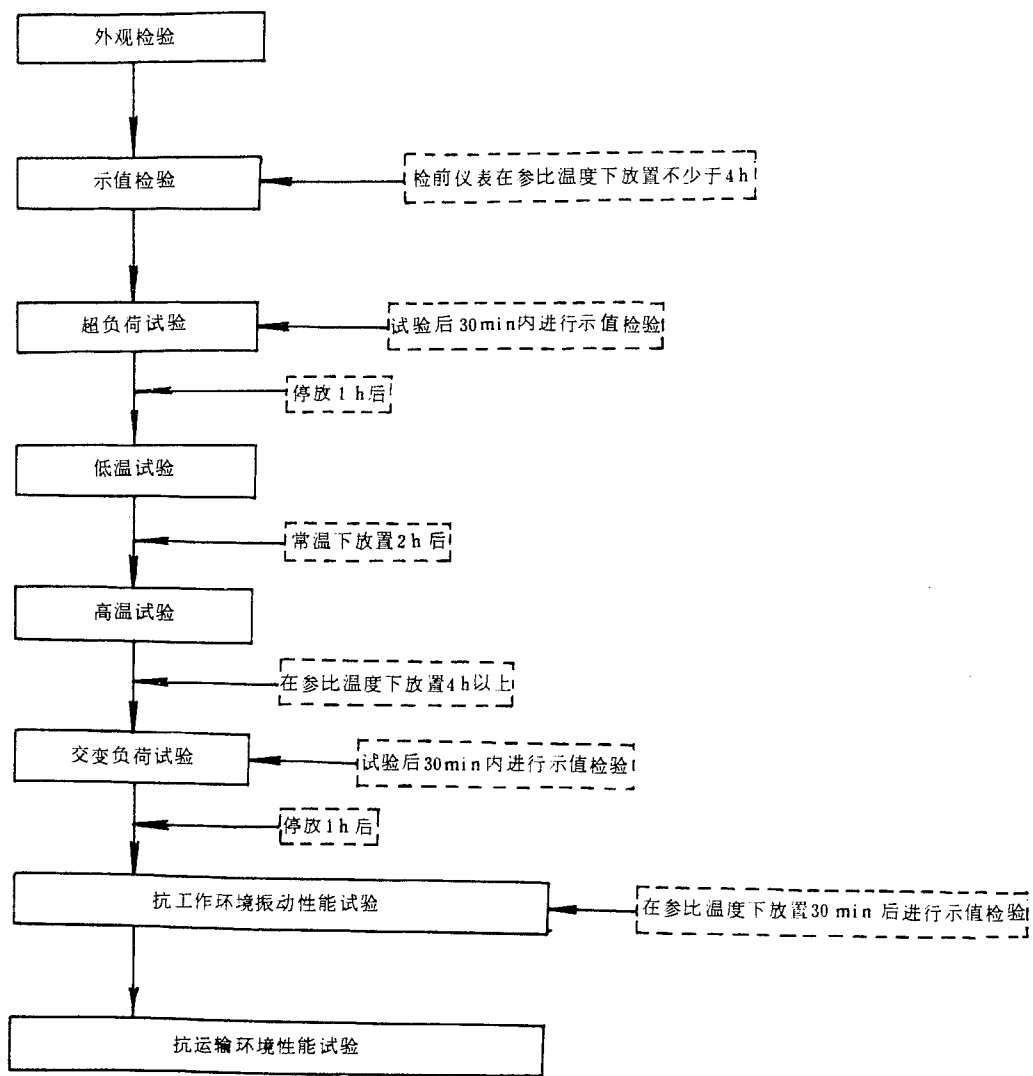 外观检验
示值检验
检前仪表在参比温度下放置不少于4h
超负荷试验
试验后30min内进行示值检验
停放1h后
低温试验
常温下放置2h后
高温试验
在参比温度下放置4h以上
交变负荷试验
试验后30min内进行示值检验
停放1h后
抗工作环境振动性能试验
在参比温度下放置30min后进行示值检验
抗运输环境性能试验